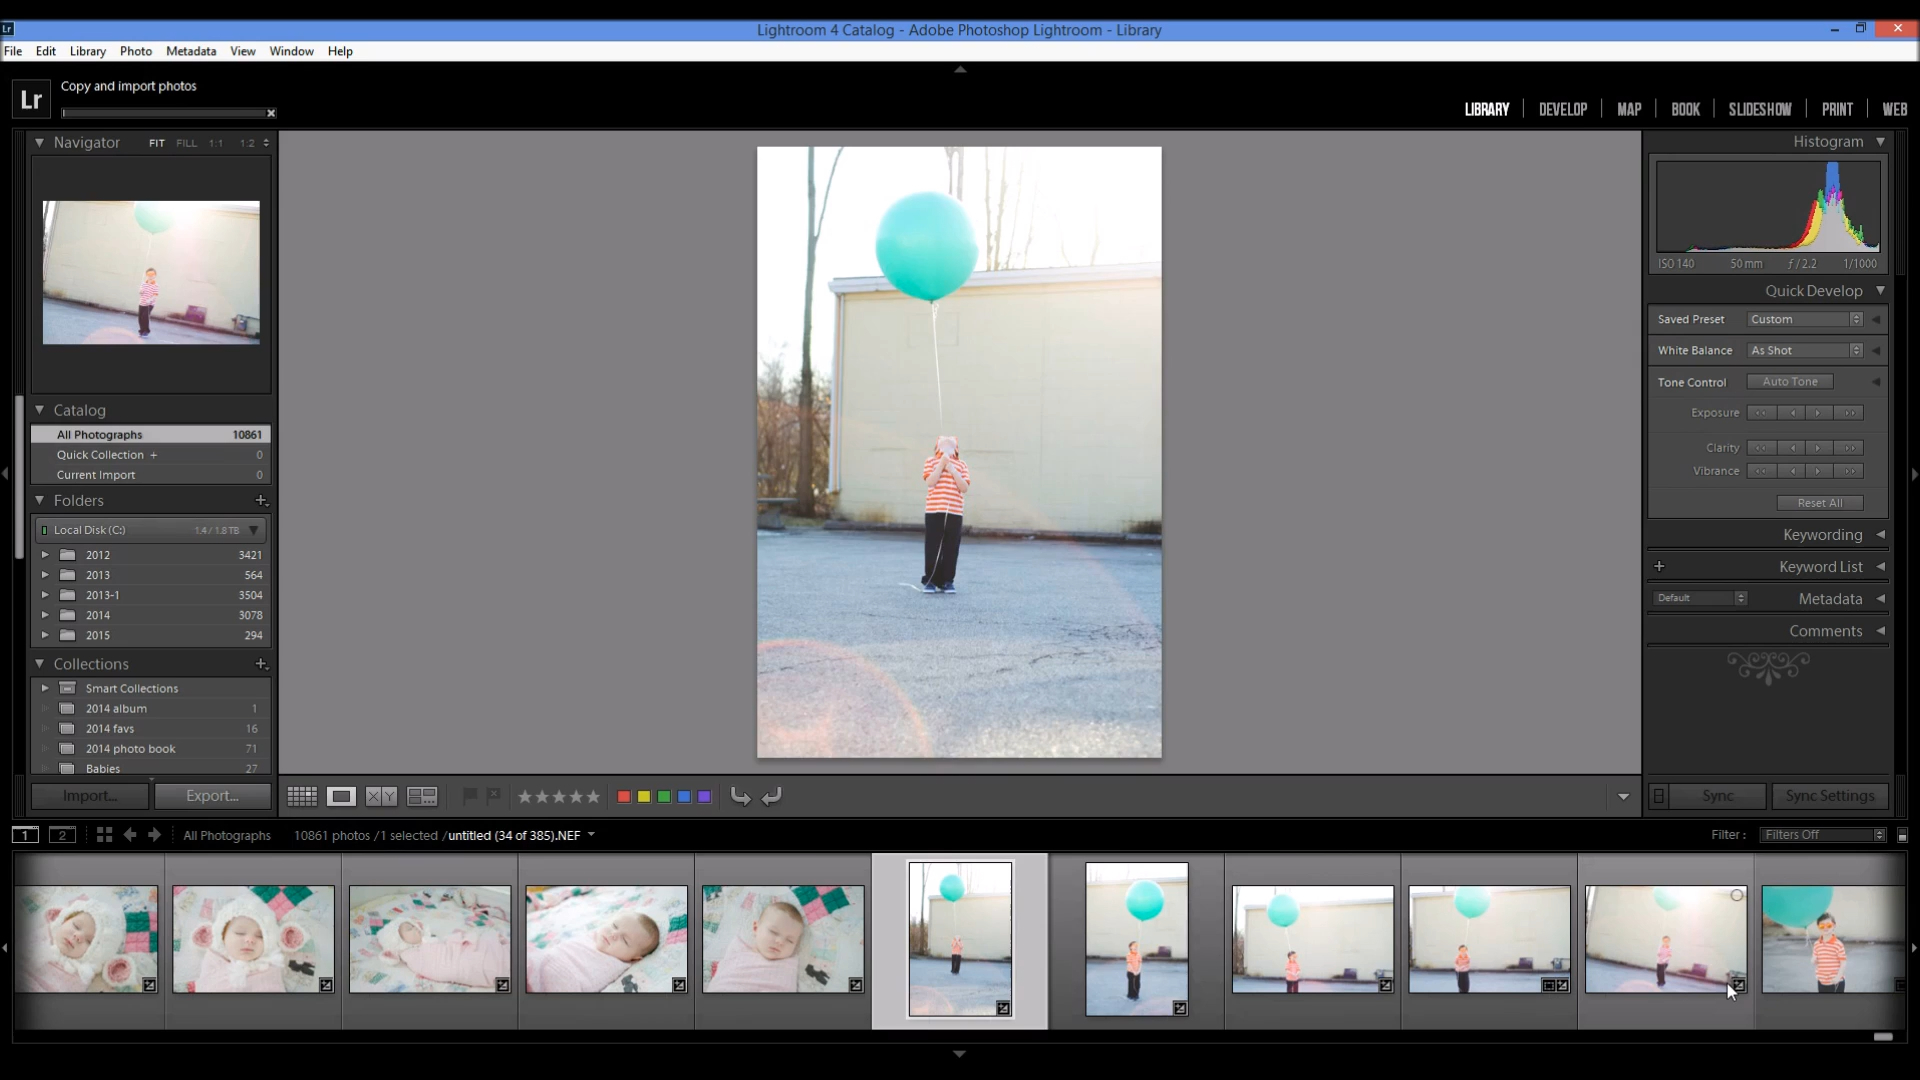 Lr
Lightroom 4 Catalog - Adobe Photoshop Lightroom - Library
File Edit Library Photo Metadata View Window Help
Lr
Copy and import photos
LIBRARY DEVELOP MAP BOOK SLIDESHOW PRINT WEB
Navigator FIT FILL 1:1 1:2
Histogram
ISO 140 50 mm ƒ / 2.2 1/1000
Quick Develop
Saved Preset Custom
White Balance As Shot
Tone Control Auto Tone
Exposure
Clarity
Vibrance
Reset All
Keywording
+ Keyword List
Default Metadata
Comments
Catalog
All Photographs 10861
Quick Collection + 0
Current Import 0
Folders +
Local Disk (C:) 1.4 / 1.8 TB
2012 3421
2013 564
2013-1 3504
2014 3078
2015 294
Collections +
Smart Collections
2014 album 1
2014 favs 16
2014 photo book 71
Babies 27
Import... Export...
X Y
Sync Sync Settings
1 2 All Photographs 10861 photos / 1 selected / untitled (34 of 385).NEF
Filter : Filters Off